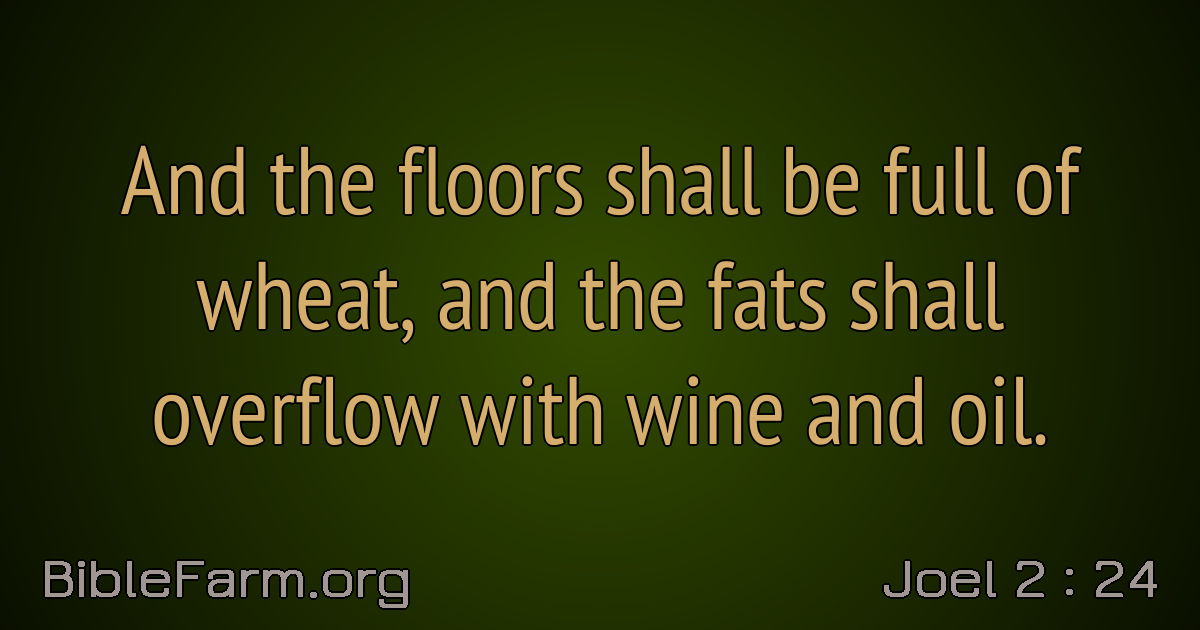 And the floors shall be full of
wheat, and the fats shall
overflow with wine and oil.
BibleFarm.org
Joel 2 : 24